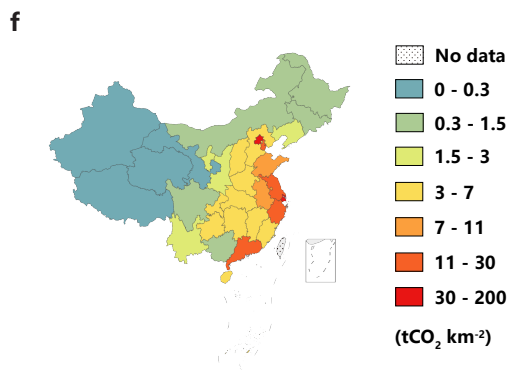 f
No data
0 - 0.3
0.3 - 1.5
1.5 - 3
3 - 7
7 - 11
11 - 30
30 - 200
(tCO₂ km⁻²)